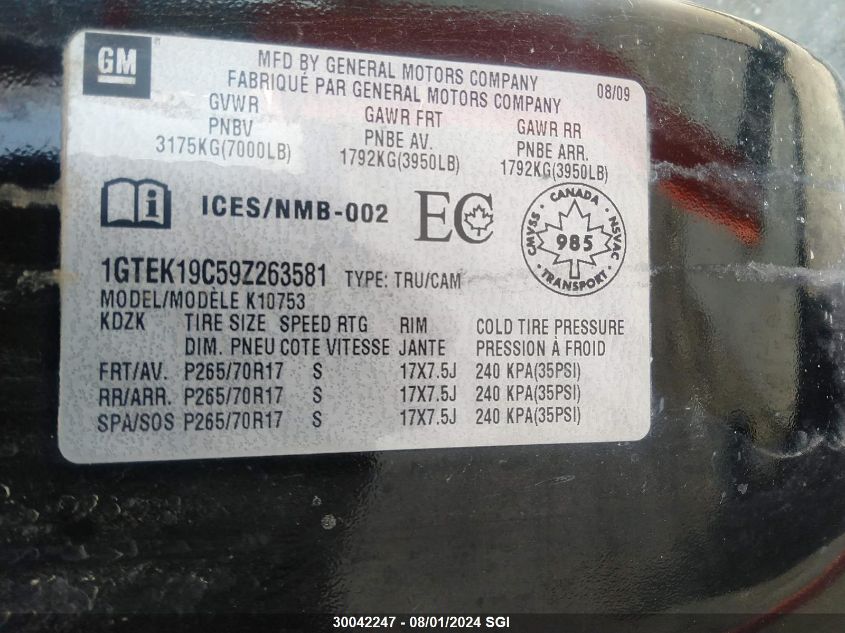 GM
MFD BY GENERAL MOTORS COMPANY
FABRIQUÉ PAR GENERAL MOTORS COMPANY
08/09
GVWR
PNBV
3175KG(7000LB)
GAWR FRT
PNBE AV.
1792KG(3950LB)
GAWR RR
PNBE ARR.
1792KG(3950LB)
i ICES/NMB-002 EC
CANADA
CMVSS 985 NSVAC
TRANSPORT
1GTEK19C59Z263581 TYPE: TRU/CAM
MODEL/MODÈLE K10753
KDZK TIRE SIZE SPEED RTG RIM COLD TIRE PRESSURE
DIM. PNEU COTE VITESSE JANTE PRESSION À FROID
FRT/AV. P265/70R17 S 17X7.5J 240 KPA(35PSI)
RR/ARR. P265/70R17 S 17X7.5J 240 KPA(35PSI)
SPA/SOS P265/70R17 S 17X7.5J 240 KPA(35PSI)
30042247 - 08/01/2024 SGI